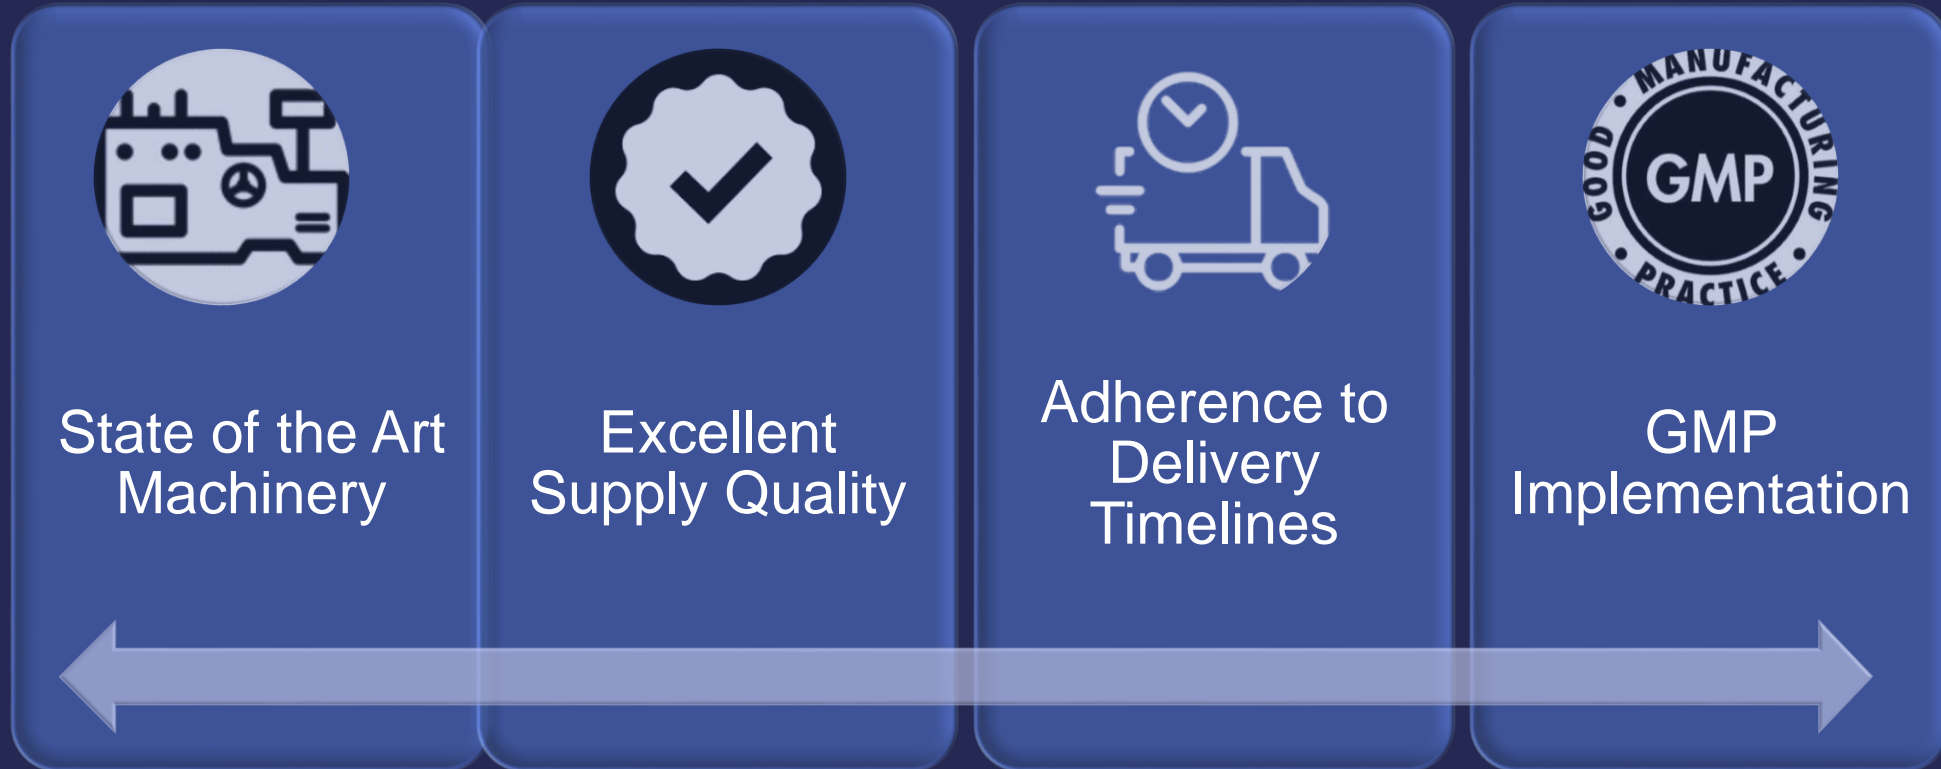 GOOD • MANUFACTURING • PRACTICE •
GMP
State of the Art
Machinery
Excellent
Supply Quality
Adherence to
Delivery
Timelines
GMP
Implementation